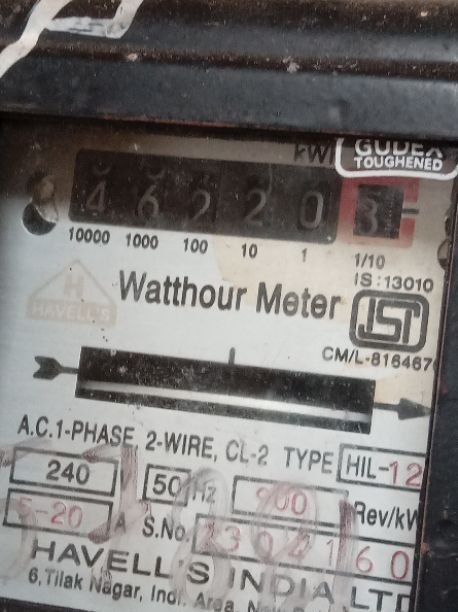 GUDEX
TOUGHENED
kWh
4 6 2 2 0 3
10000 1000 100 10 1 1/10
IS:13010
H
HAVELL'S
Watthour Meter
ISI
CM/L-816467
A.C.1-PHASE, 2-WIRE, CL-2 TYPE HIL-12
240 V 50 Hz 900 Rev/kW
5-20 A S.No.
HAVELL'S INDIA LTD
6,Tilak Nagar, Indl. Area,